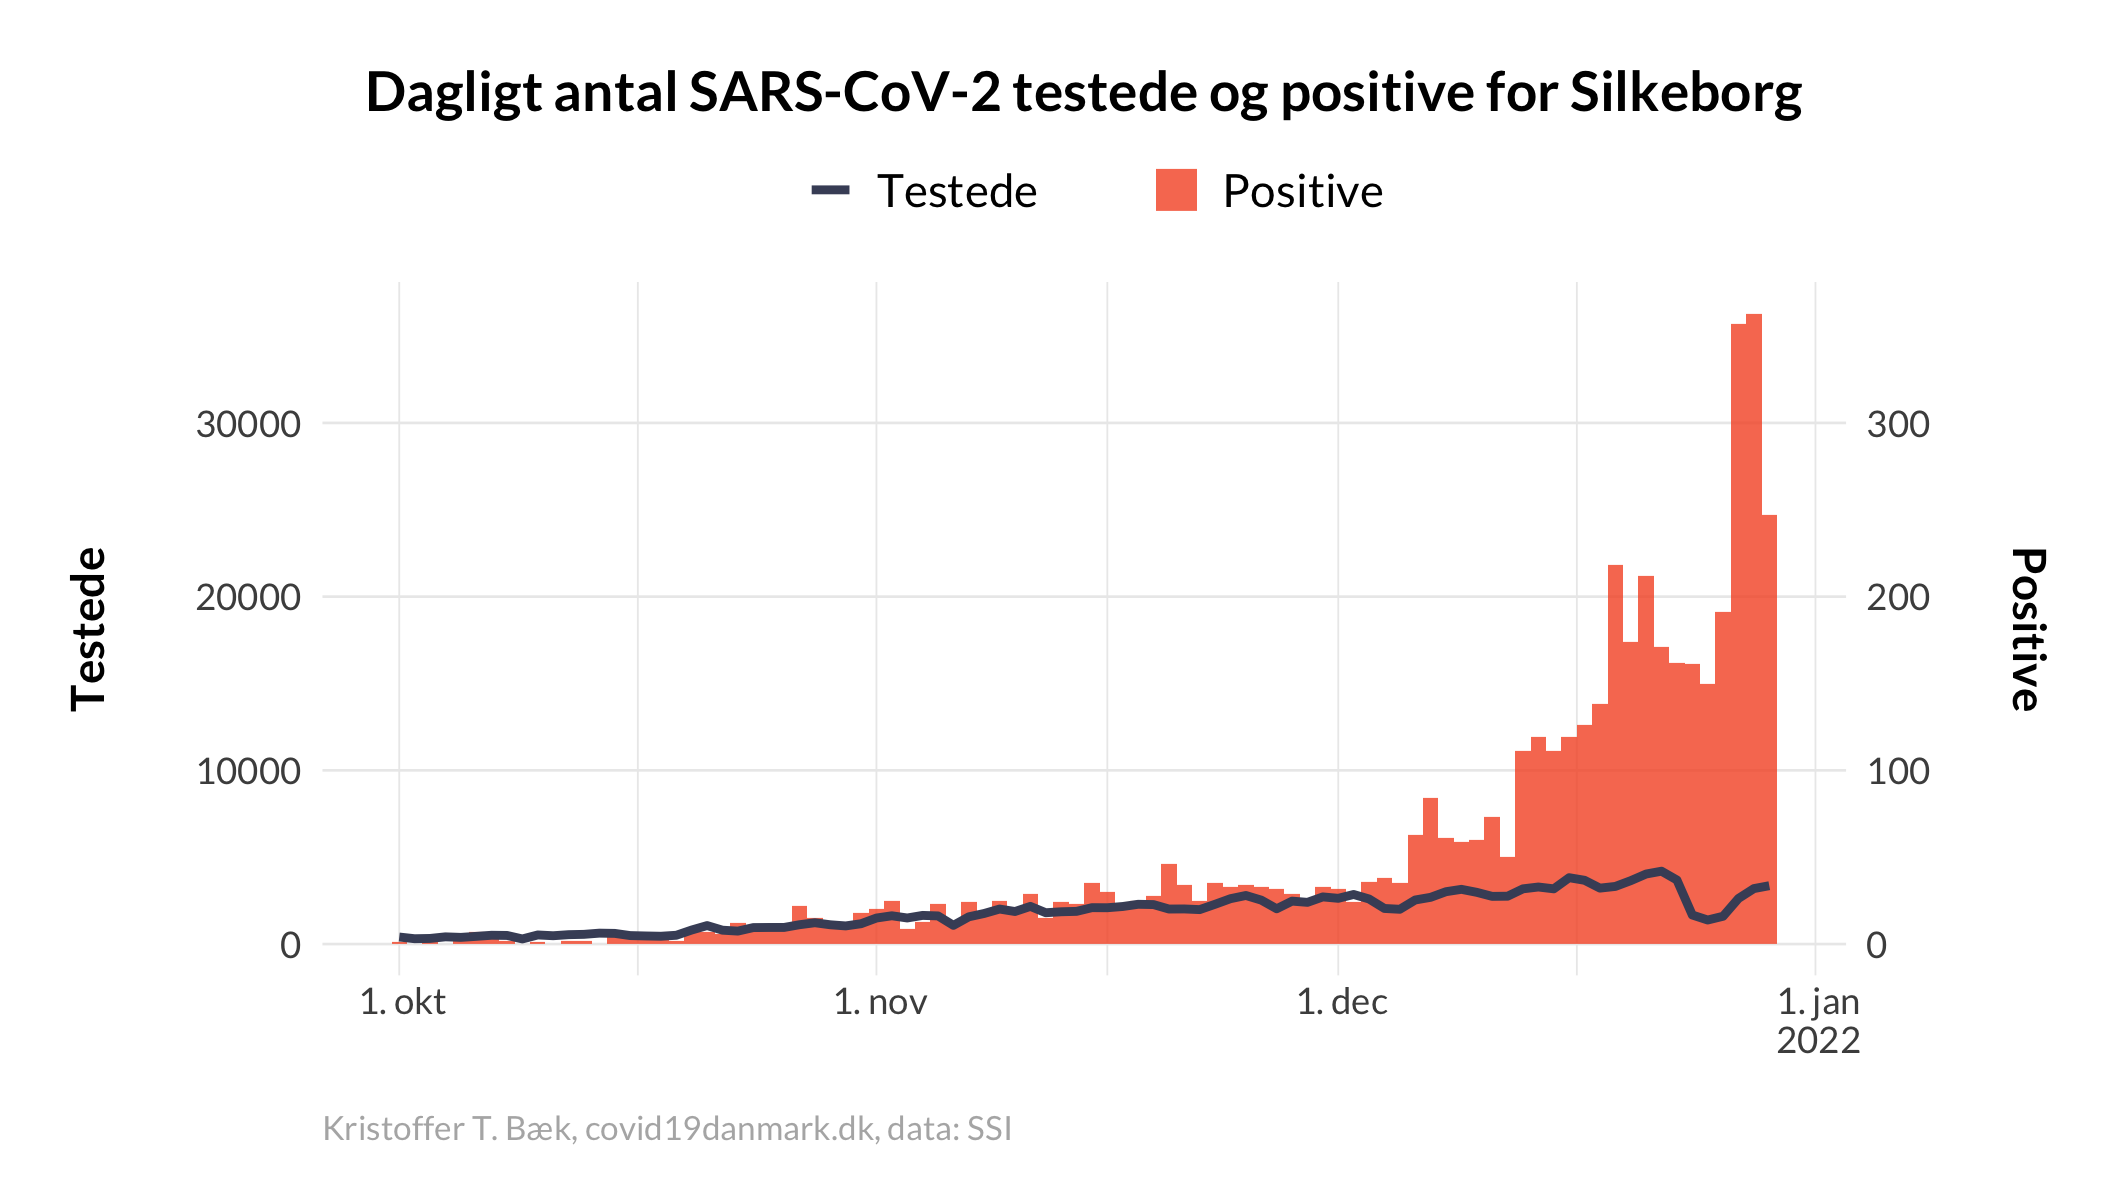 Dagligt antal SARS-CoV-2 testede og positive for Silkeborg
Testede
Positive
Testede
30000
20000
10000
0
300
200
100
0
Positive
1. okt
1. nov
1. dec
1. jan
2022
Kristoffer T. Bæk, covid19danmark.dk, data: SSI